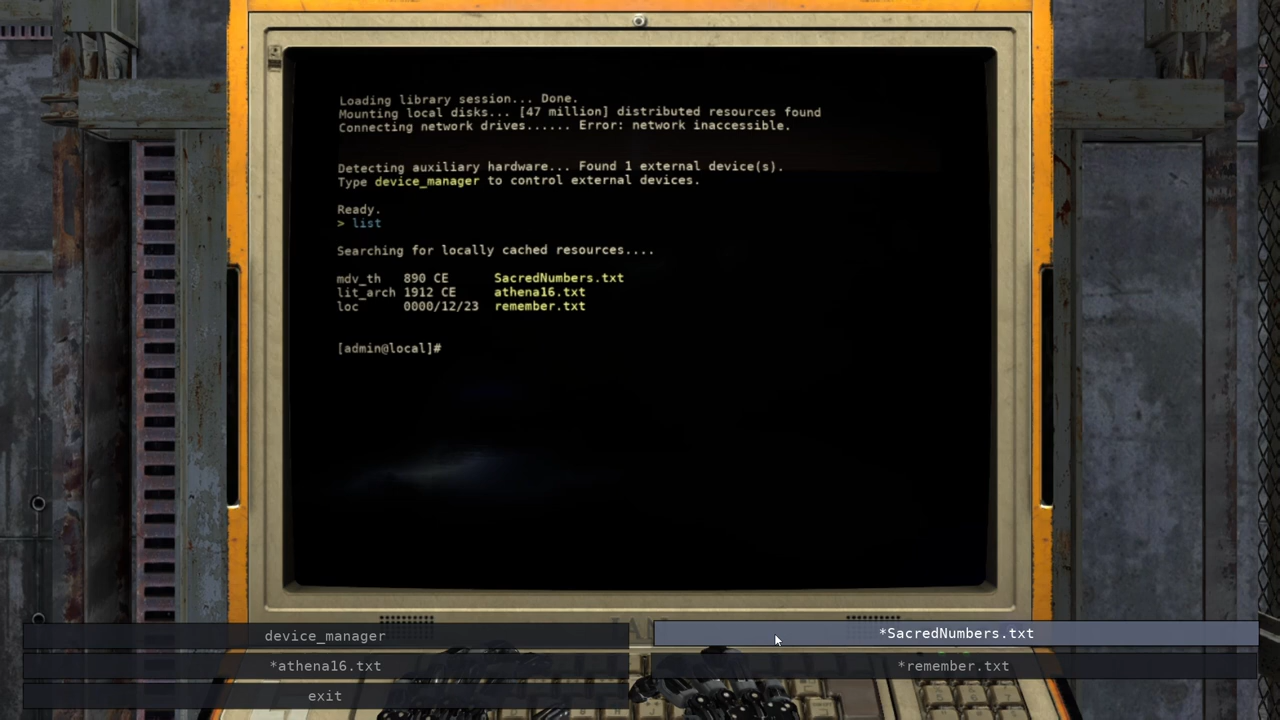 Loading library session... Done.
Mounting local disks... [47 million] distributed resources found
Connecting network drives...... Error: network inaccessible.
Detecting auxiliary hardware... Found 1 external device(s).
Type device_manager to control external devices.
Ready.
> list
Searching for locally cached resources....
mdv_th 890 CE SacredNumbers.txt
lit_arch 1912 CE athena16.txt
loc 0000/12/23 remember.txt
[admin@local]#
device_manager *SacredNumbers.txt
*athena16.txt *remember.txt
exit